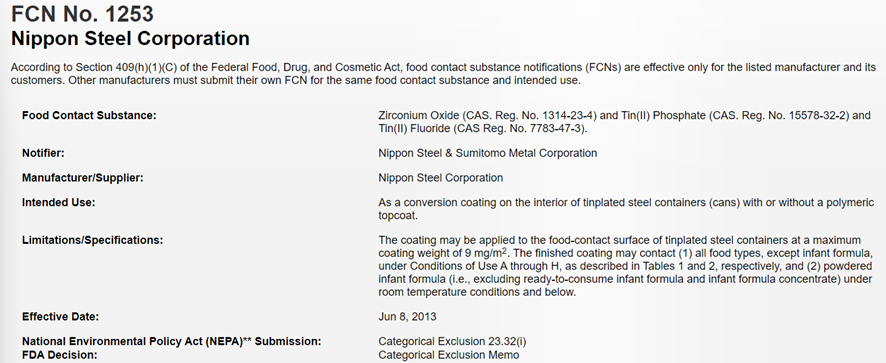 FCN No. 1253
Nippon Steel Corporation
According to Section 409(h)(1)(C) of the Federal Food, Drug, and Cosmetic Act, food contact substance notifications (FCNs) are effective only for the listed manufacturer and its
customers. Other manufacturers must submit their own FCN for the same food contact substance and intended use.
Food Contact Substance: Zirconium Oxide (CAS. Reg. No. 1314-23-4) and Tin(II) Phosphate (CAS. Reg. No. 15578-32-2) and
Tin(II) Fluoride (CAS Reg. No. 7783-47-3).
Notifier: Nippon Steel & Sumitomo Metal Corporation
Manufacturer/Supplier: Nippon Steel Corporation
Intended Use: As a conversion coating on the interior of tinplated steel containers (cans) with or without a polymeric
topcoat.
Limitations/Specifications: The coating may be applied to the food-contact surface of tinplated steel containers at a maximum
coating weight of 9 mg/m². The finished coating may contact (1) all food types, except infant formula,
under Conditions of Use A through H, as described in Tables 1 and 2, respectively, and (2) powdered
infant formula (i.e., excluding ready-to-consume infant formula and infant formula concentrate) under
room temperature conditions and below.
Effective Date: Jun 8, 2013
National Environmental Policy Act (NEPA)** Submission: Categorical Exclusion 23.32(i)
FDA Decision: Categorical Exclusion Memo